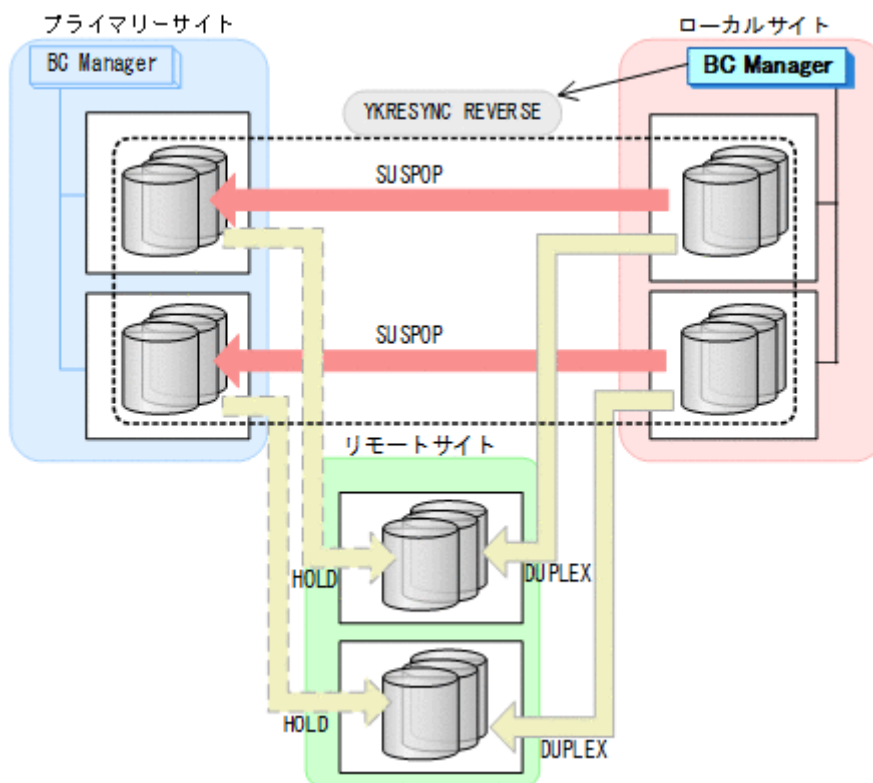 プライマリーサイト
ローカルサイト
BC Manager
BC Manager
YKRESYNC REVERSE
SUSPOP
SUSPOP
リモートサイト
HOLD
DUPLEX
HOLD
DUPLEX